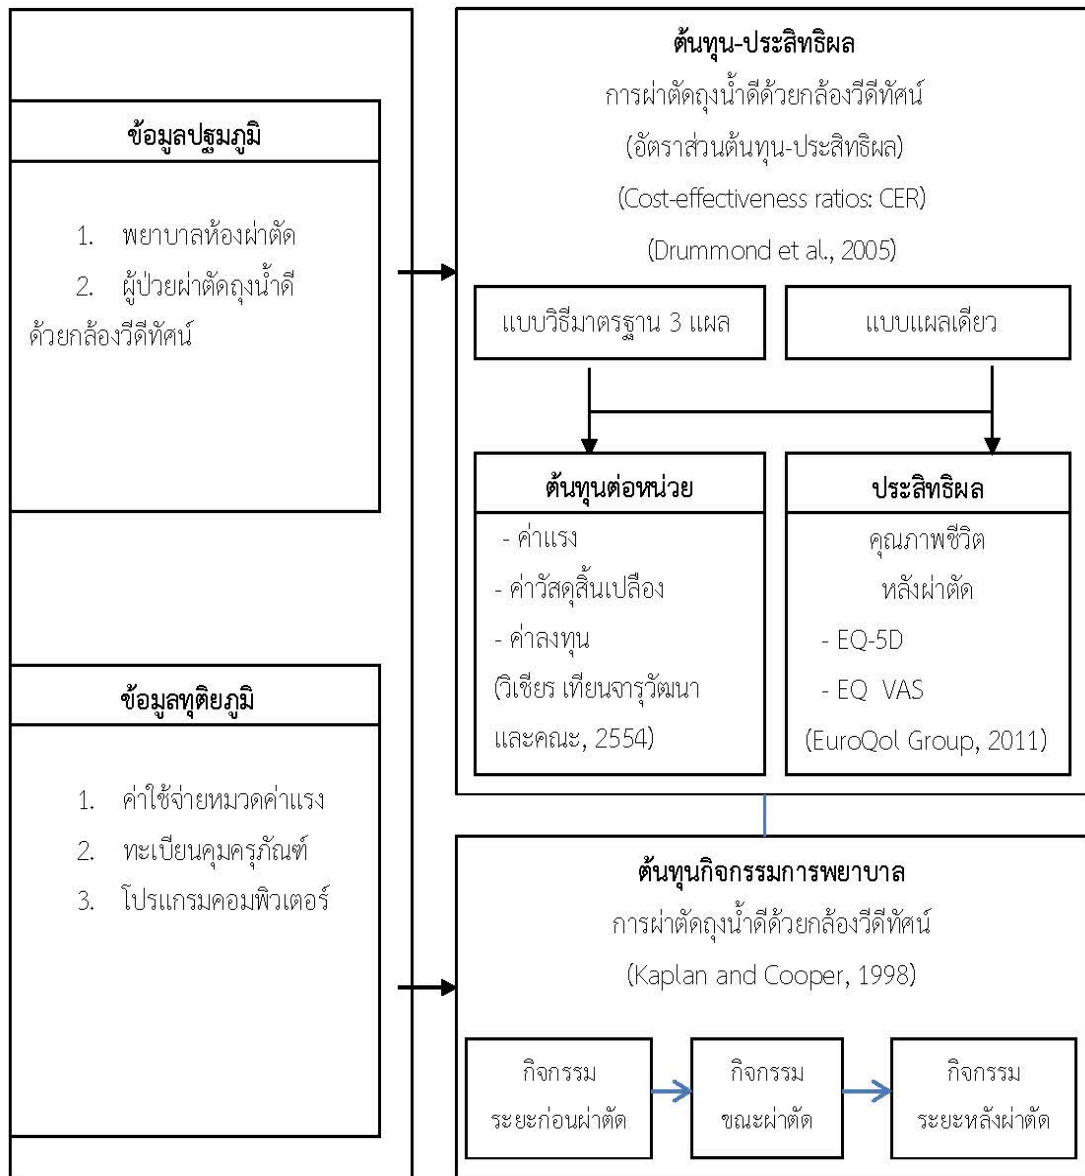 ข้อมูลปฐมภูมิ
1. พยาบาลห้องผ่าตัด
2. ผู้ป่วยผ่าตัดถุงน้ำดี
ด้วยกล้องวีดีทัศน์
ข้อมูลทุติยภูมิ
1. ค่าใช้จ่ายหมวดค่าแรง
2. ทะเบียนคุมครุภัณฑ์
3. โปรแกรมคอมพิวเตอร์
ต้นทุน-ประสิทธิผล
การผ่าตัดถุงน้ำดีด้วยกล้องวีดีทัศน์
(อัตราส่วนต้นทุน-ประสิทธิผล)
(Cost-effectiveness ratios: CER)
(Drummond et al., 2005)
แบบวิธีมาตรฐาน 3 แผล
แบบแผลเดียว
ต้นทุนต่อหน่วย
- ค่าแรง
- ค่าวัสดุสิ้นเปลือง
- ค่าลงทุน
(วิเชียร เทียนจารุวัฒนา
และคณะ, 2554)
ประสิทธิผล
คุณภาพชีวิต
หลังผ่าตัด
- EQ-5D
- EQ VAS
(EuroQol Group, 2011)
ต้นทุนกิจกรรมการพยาบาล
การผ่าตัดถุงน้ำดีด้วยกล้องวีดีทัศน์
(Kaplan and Cooper, 1998)
กิจกรรม
ระยะก่อนผ่าตัด
กิจกรรม
ขณะผ่าตัด
กิจกรรม
ระยะหลังผ่าตัด